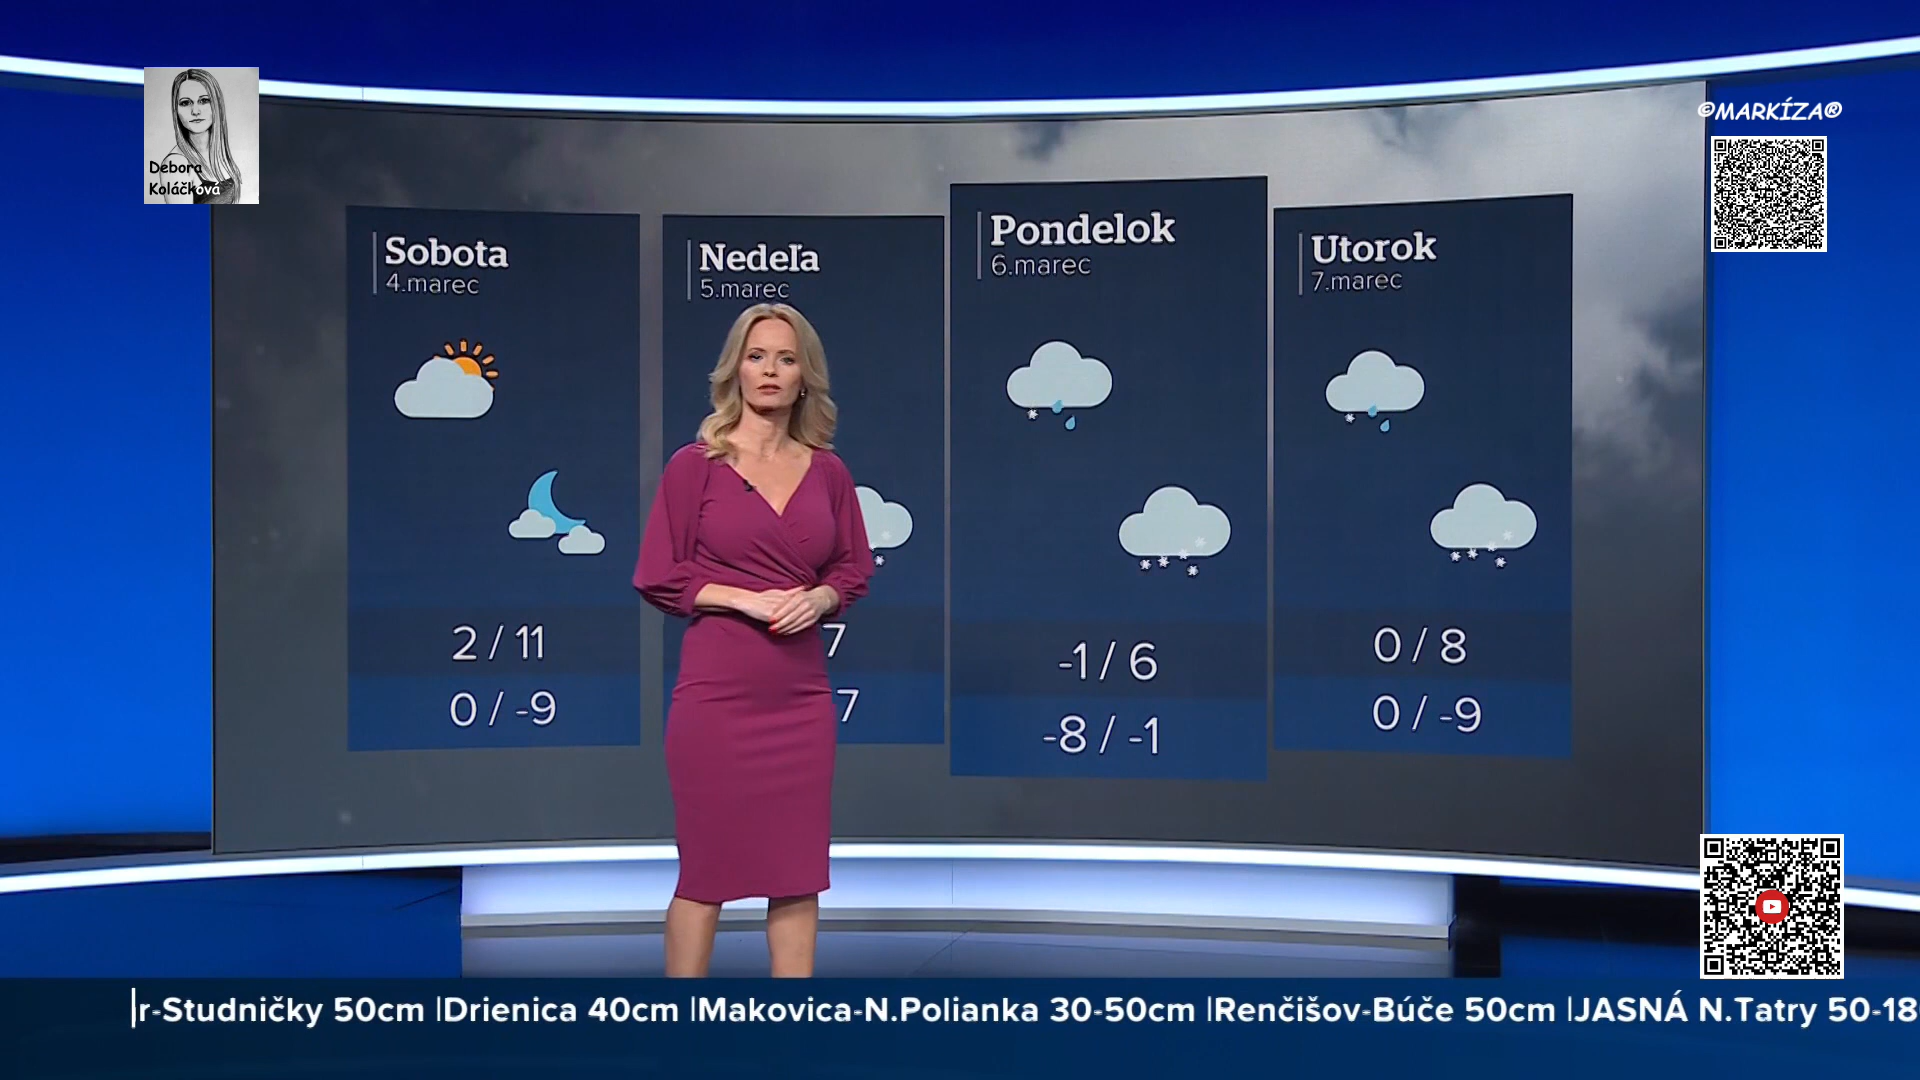 ©MARKÍZA®
Debora
Koláčková
Sobota
4.marec
2 / 11
0 / -9
Nedeľa
5.marec
7
7
Pondelok
6.marec
-1 / 6
-8 / -1
Utorok
7.marec
0 / 8
0 / -9
r-Studničky 50cm |Drienica 40cm |Makovica-N.Polianka 30-50cm |Renčišov-Búče 50cm |JASNÁ N.Tatry 50-18